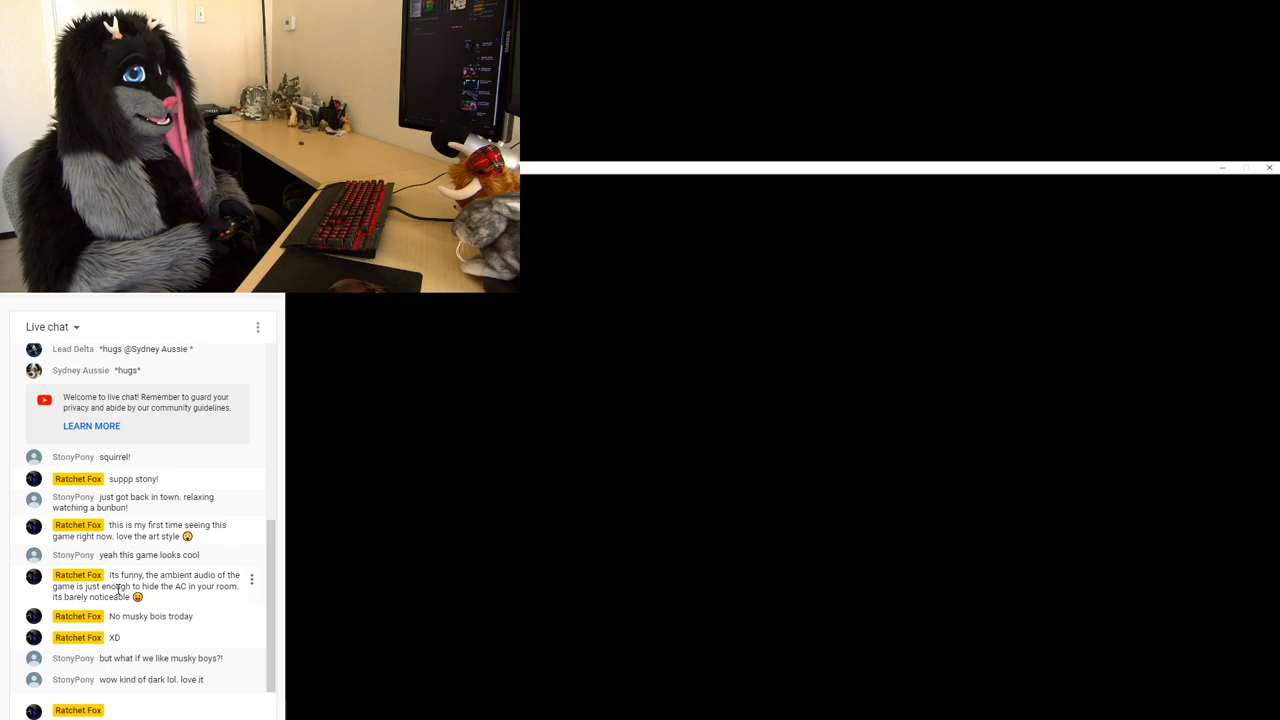 Live chat
Lead Delta *hugs @Sydney Aussie *
Sydney Aussie *hugs*
Welcome to live chat! Remember to guard your
privacy and abide by our community guidelines.
LEARN MORE
StonyPony squirrel!
Ratchet Fox suppp stony!
StonyPony just got back in town. relaxing
watching a bunbun!
Ratchet Fox this is my first time seeing this
game right now. love the art style
StonyPony yeah this game looks cool
Ratchet Fox Its funny, the ambient audio of the
game is just enough to hide the AC in your room.
its barely noticeable
Ratchet Fox No musky bois troday
Ratchet Fox XD
StonyPony but what if we like musky boys?!
StonyPony wow kind of dark lol. love it
Ratchet Fox